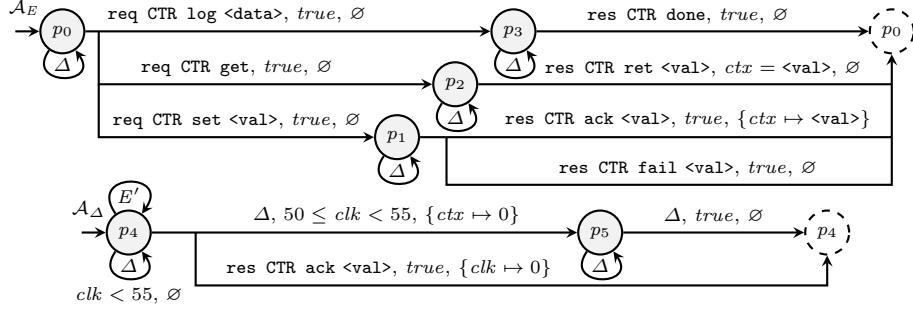 𝒜_E
req CTR log <data>, true, ∅
res CTR done, true, ∅
p₀
p₃
p₀
Δ
Δ
req CTR get, true, ∅
res CTR ret <val>, ctx = <val>, ∅
p₂
Δ
req CTR set <val>, true, ∅
res CTR ack <val>, true, {ctx ↦ <val>}
p₁
Δ
res CTR fail <val>, true, ∅
E′
𝒜_Δ
Δ, 50 ≤ clk < 55, {ctx ↦ 0}
Δ, true, ∅
p₄
p₅
p₄
Δ
Δ
res CTR ack <val>, true, {clk ↦ 0}
clk < 55, ∅